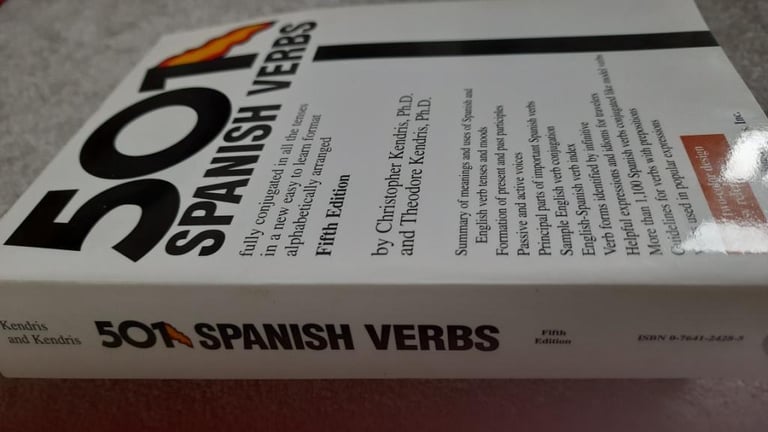 501
SPANISH VERBS
fully conjugated in all the tenses
in a new easy to learn format
alphabetically arranged
Fifth Edition
by Christopher Kendris, Ph.D.
and Theodore Kendris, Ph.D.
Summary of meanings and uses of Spanish and
English verb tenses and moods
Formation of present and past participles
Passive and active voices
Principal parts of important Spanish verbs
Sample English verb conjugation
English-Spanish verb index
Verb forms identified by infinitive
Helpful expressions and idioms for travelers
More than 1,100 Spanish verbs conjugated like model verbs
Guidelines for verbs with prepositions
used in popular expressions
design
Inc.
Kendris
and Kendris
501 SPANISH VERBS
Fifth
Edition
ISBN 0-7641-2428-5